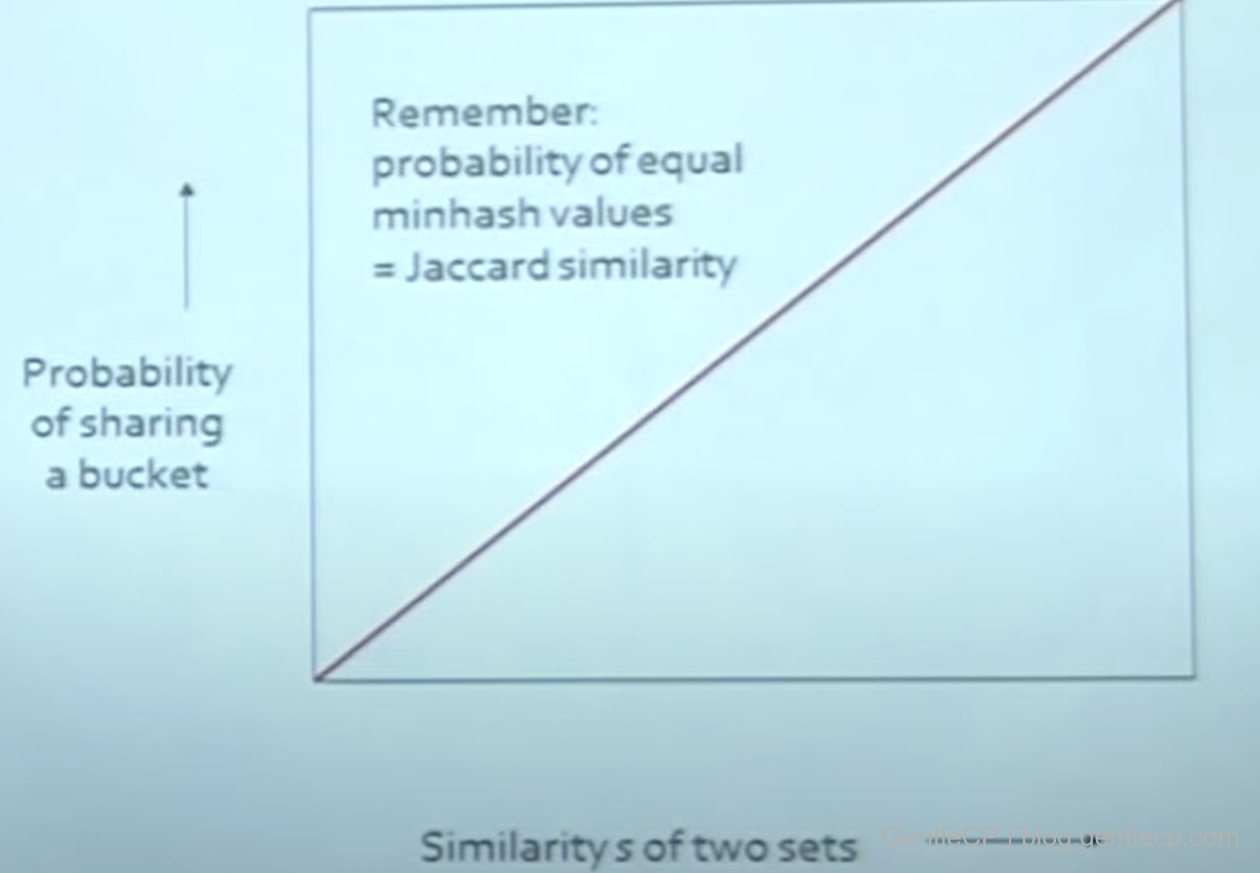 Remember:
probability of equal
minhash values
= Jaccard similarity
Probability
of sharing
a bucket
Similarity s of two sets
GentleCP | blog.gentlecp.com